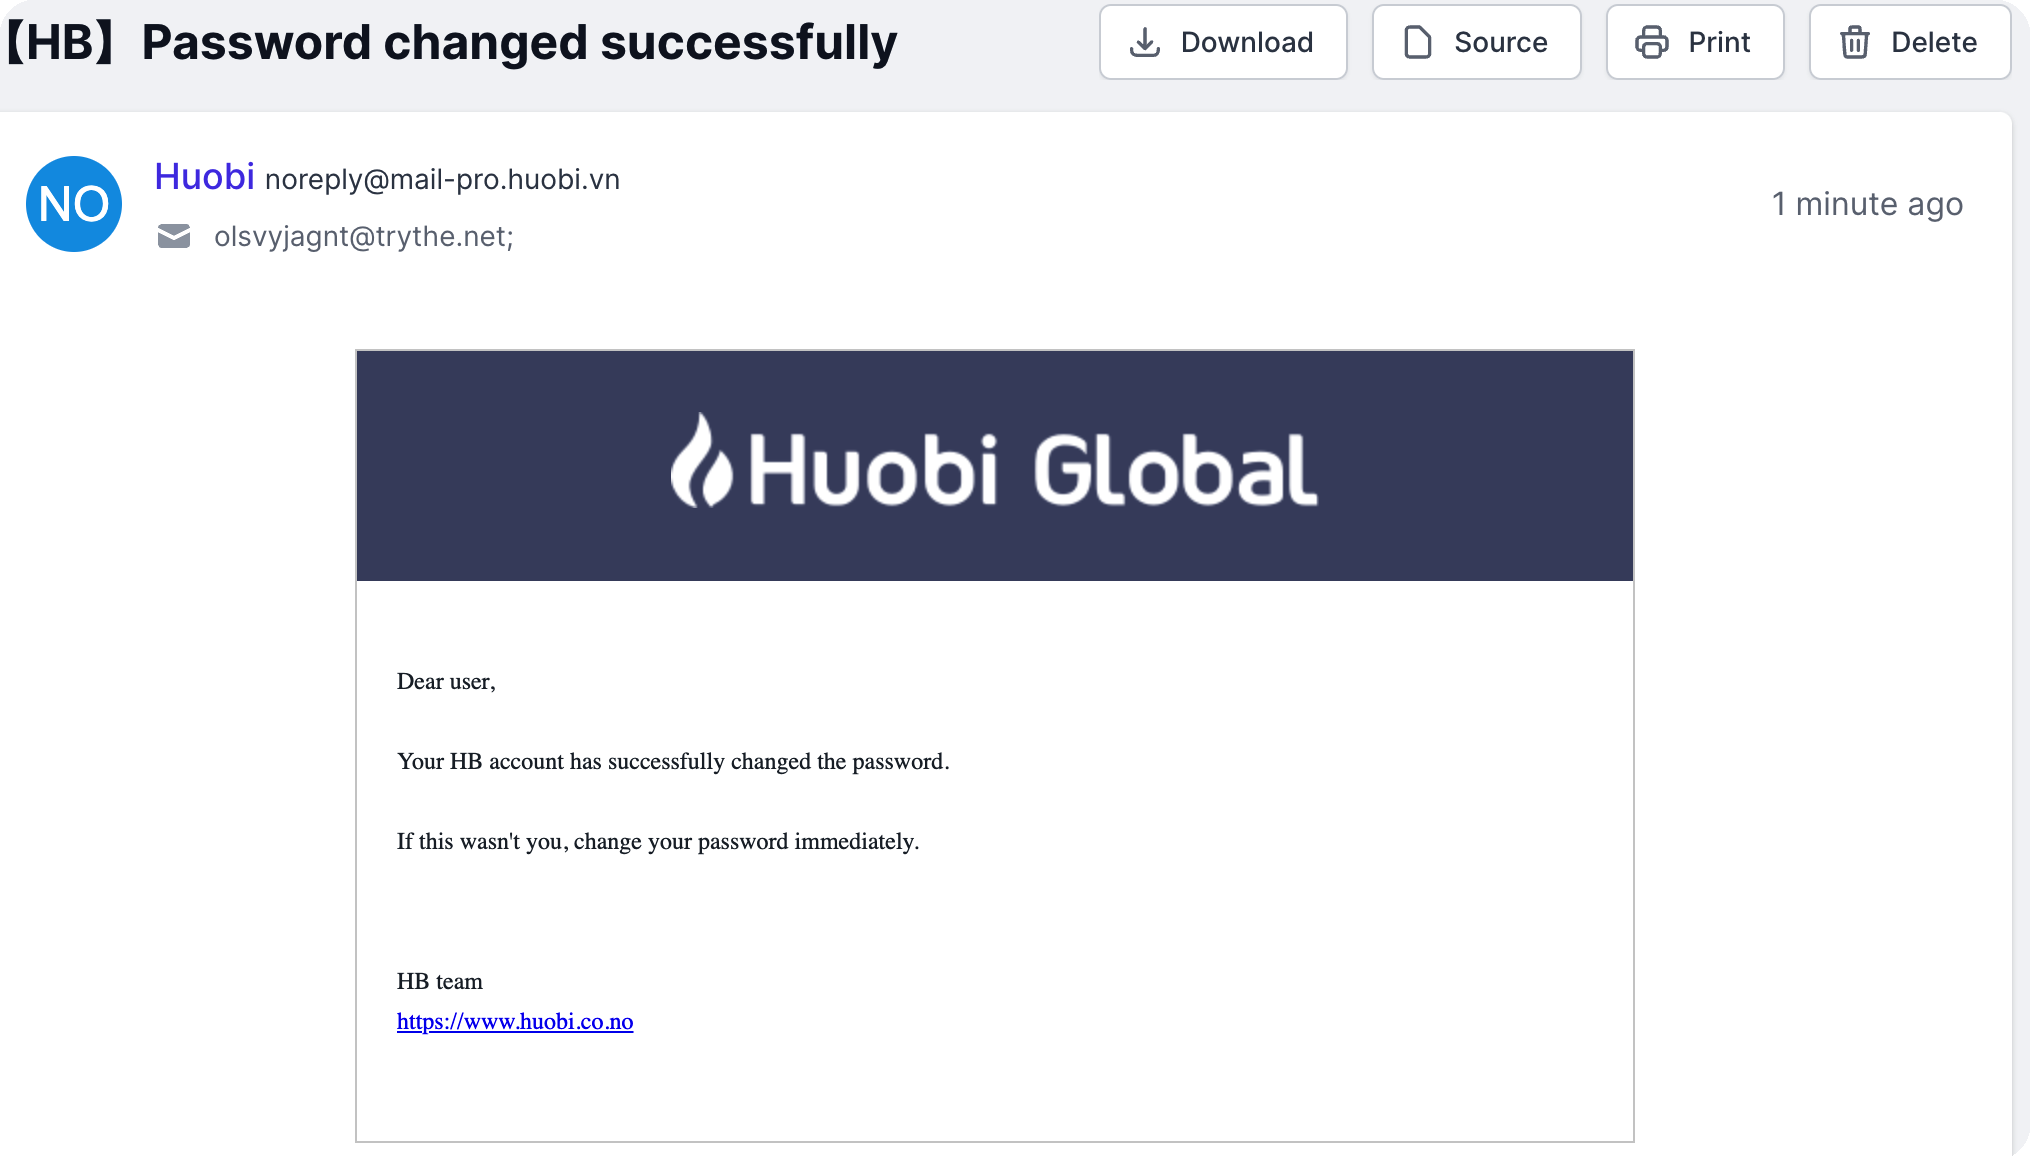 【HB】 Password changed successfully
Download
Source
Print
Delete
NO
Huobi noreply@mail-pro.huobi.vn
1 minute ago
olsvyjagnt@trythe.net;
Huobi Global
Dear user,
Your HB account has successfully changed the password.
If this wasn't you, change your password immediately.
HB team
https://www.huobi.co.no